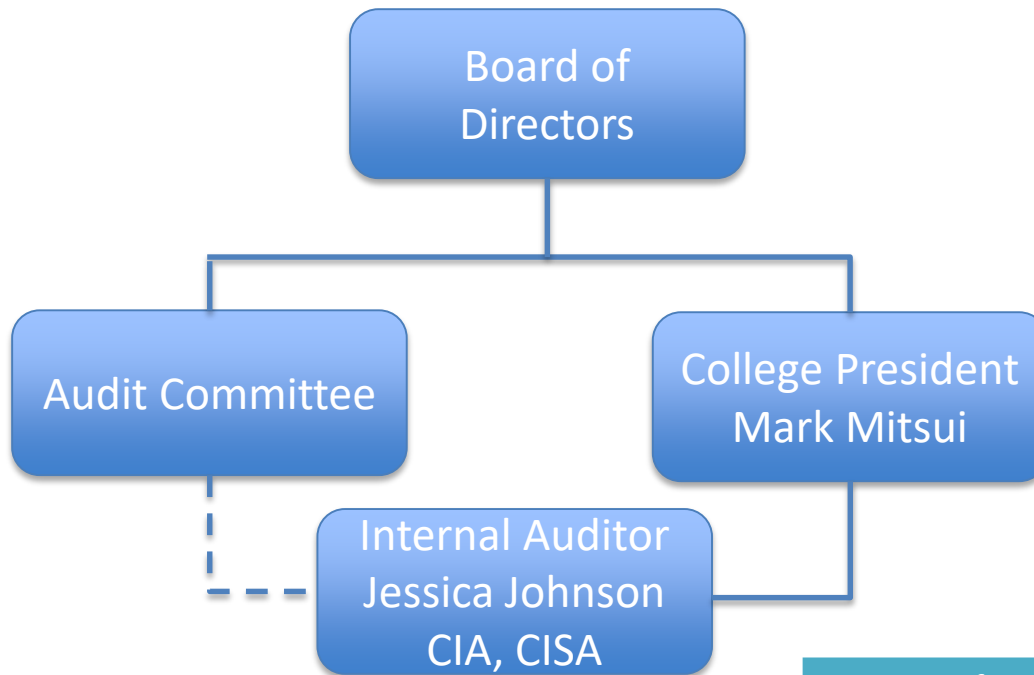 Board of
Directors
Audit Committee
College President
Mark Mitsui
Internal Auditor
Jessica Johnson
CIA, CISA